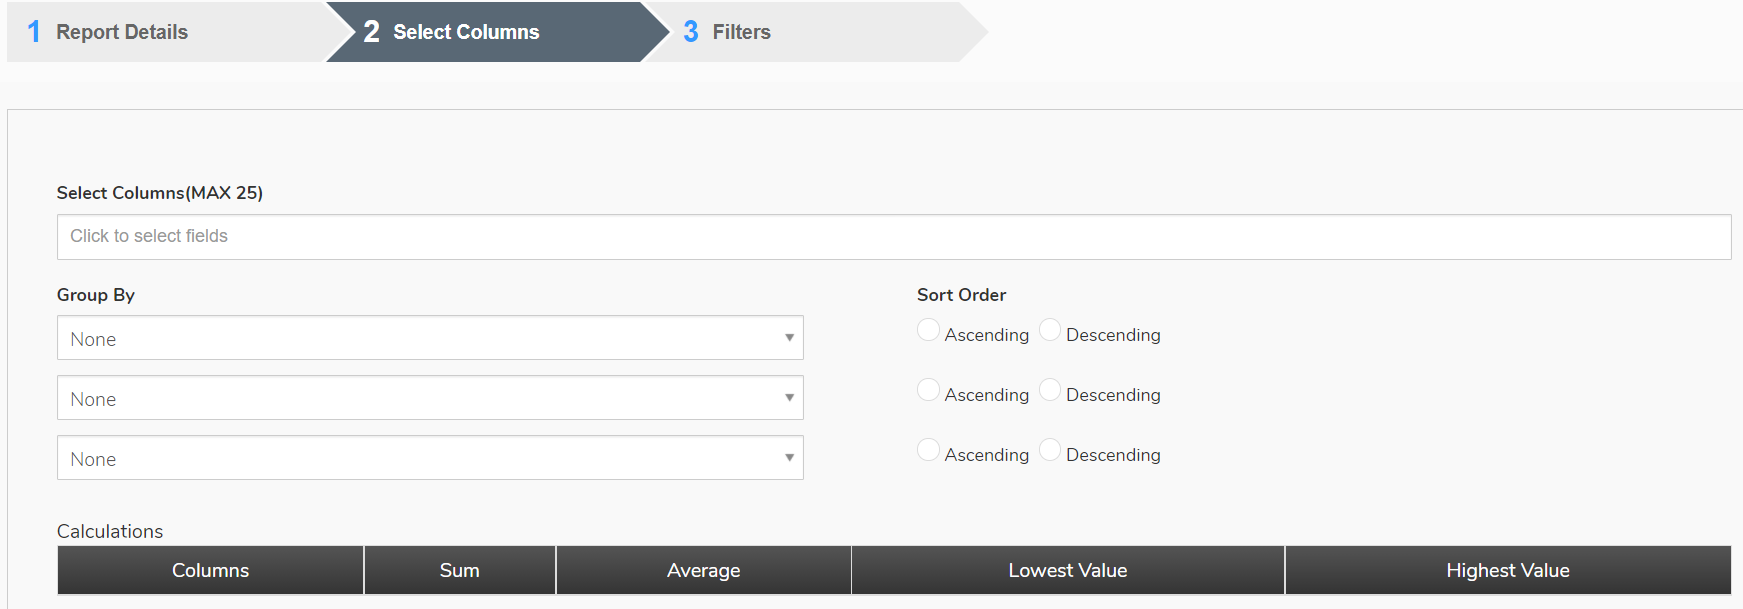 1 Report Details 2 Select Columns 3 Filters
Select Columns(MAX 25)
Click to select fields
Group By Sort Order
None Ascending Descending
None Ascending Descending
None Ascending Descending
Calculations
Columns Sum Average Lowest Value Highest Value